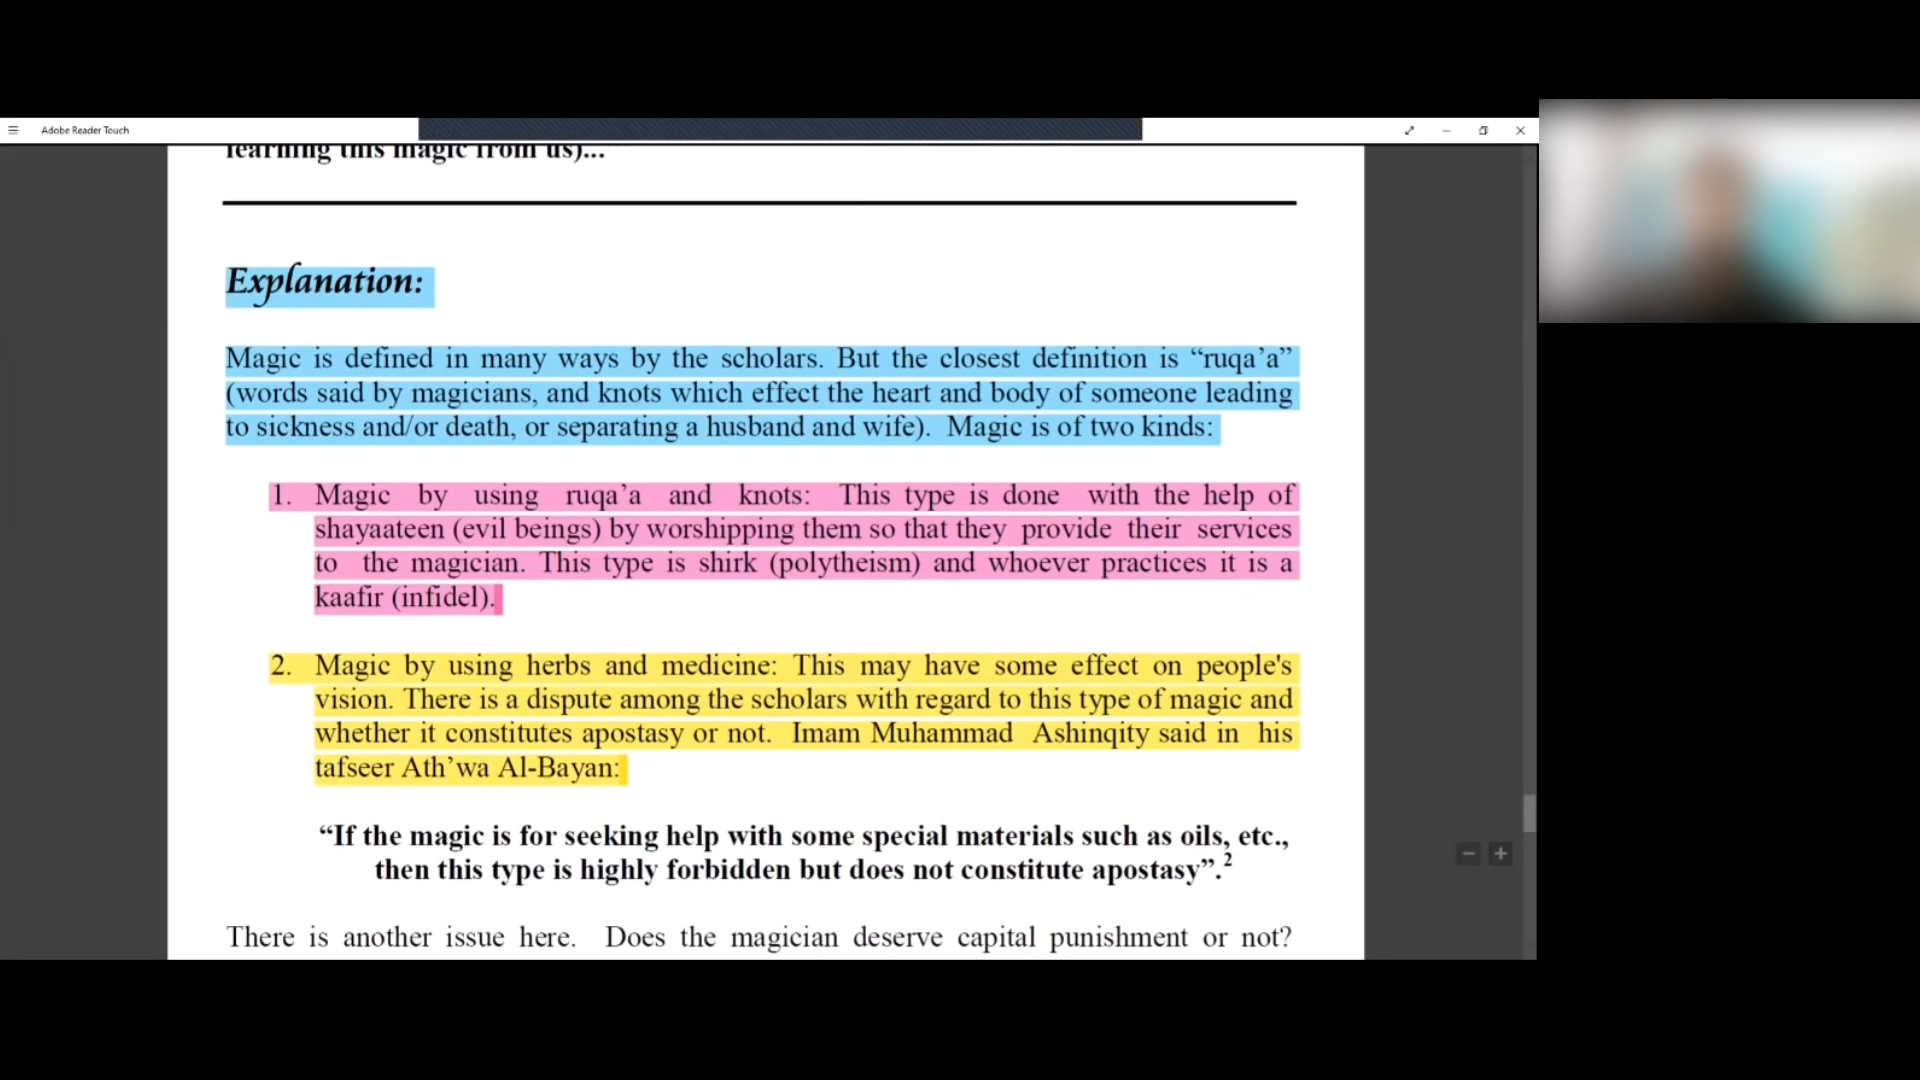 Adobe Reader Touch
learning this magic from us)...
Explanation:
Magic is defined in many ways by the scholars. But the closest definition is “ruqa’a”
(words said by magicians, and knots which effect the heart and body of someone leading
to sickness and/or death, or separating a husband and wife). Magic is of two kinds:
1. Magic by using ruqa’a and knots: This type is done with the help of
shayaateen (evil beings) by worshipping them so that they provide their services
to the magician. This type is shirk (polytheism) and whoever practices it is a
kaafir (infidel).
2. Magic by using herbs and medicine: This may have some effect on people's
vision. There is a dispute among the scholars with regard to this type of magic and
whether it constitutes apostasy or not. Imam Muhammad Ashinqity said in his
tafseer Ath’wa Al-Bayan:
“If the magic is for seeking help with some special materials such as oils, etc.,
then this type is highly forbidden but does not constitute apostasy”.²
There is another issue here. Does the magician deserve capital punishment or not?